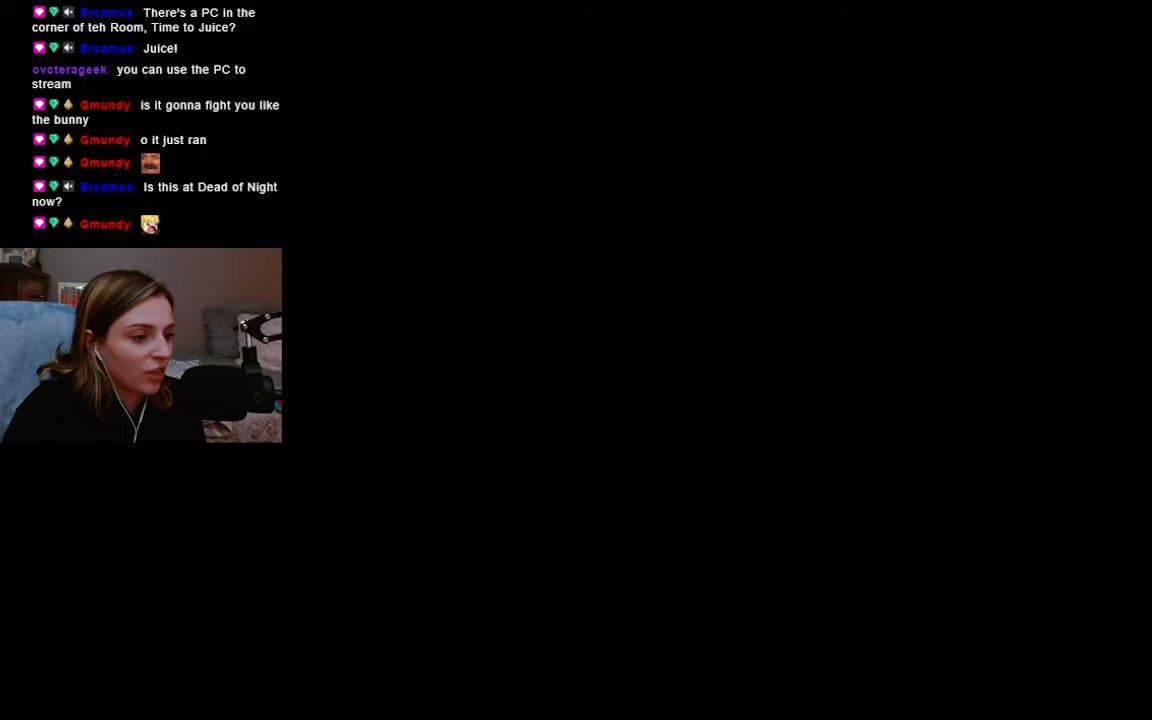 Ercamus There's a PC in the
corner of teh Room, Time to Juice?
Ercamus Juice!
ovcterageek: you can use the PC to
stream
Gmundy is it gonna fight you like
the bunny
Gmundy o it just ran
Gmundy
Ercamus Is this at Dead of Night
now?
Gmundy